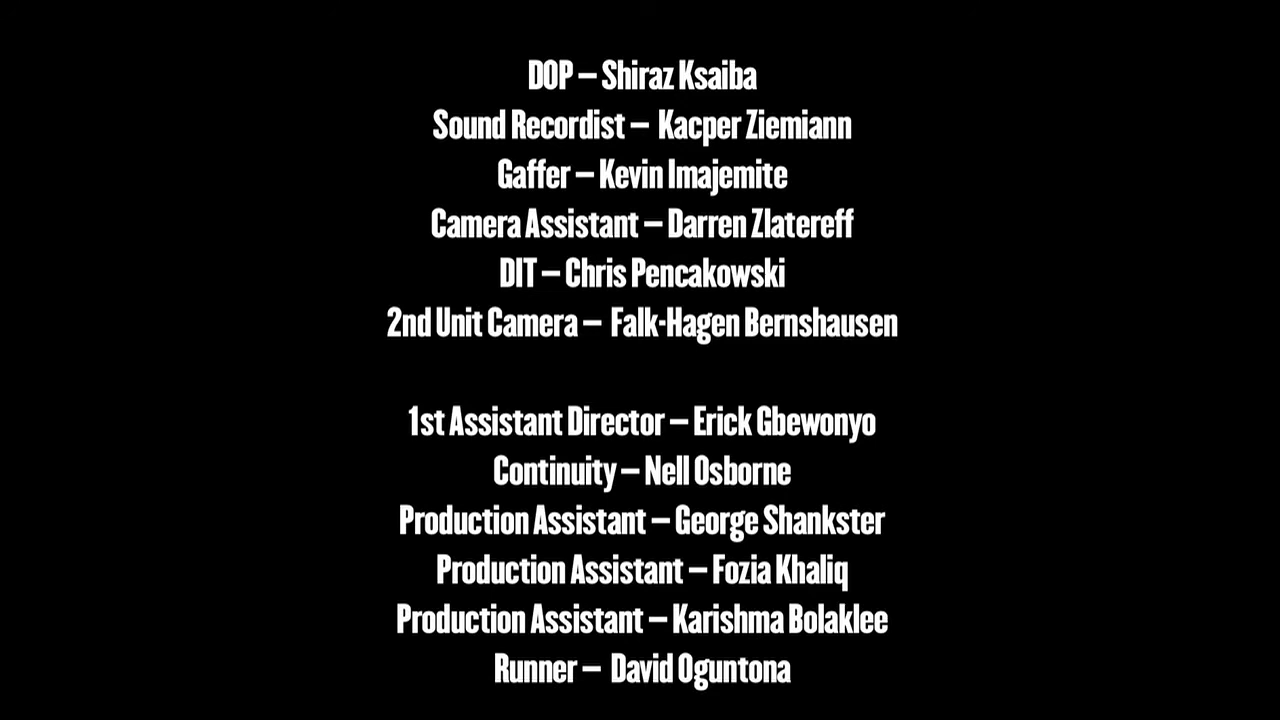 DOP – Shiraz Ksaiba
Sound Recordist – Kacper Ziemiann
Gaffer – Kevin Imajemite
Camera Assistant – Darren Zlatereff
DIT – Chris Pencakowski
2nd Unit Camera – Falk-Hagen Bernshausen
1st Assistant Director – Erick Gbewonyo
Continuity – Nell Osborne
Production Assistant – George Shankster
Production Assistant – Fozia Khaliq
Production Assistant – Karishma Bolaklee
Runner – David Oguntona